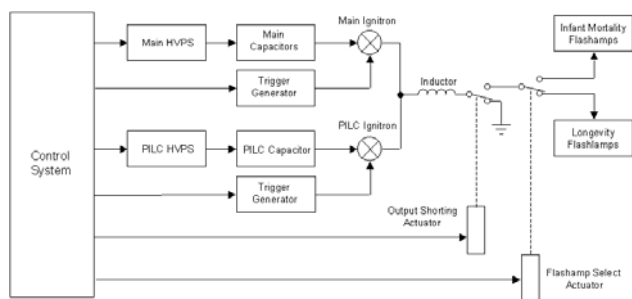 Control
System
Main HVPS
Main
Capacitors
Main Ignitron
Trigger
Generator
PILC HVPS
PILC Capacitor
PILC Ignitron
Trigger
Generator
Inductor
Output Shorting
Actuator
Flashamp Select
Actuator
Infant Mortality
Flashamps
Longevity
Flashlamps